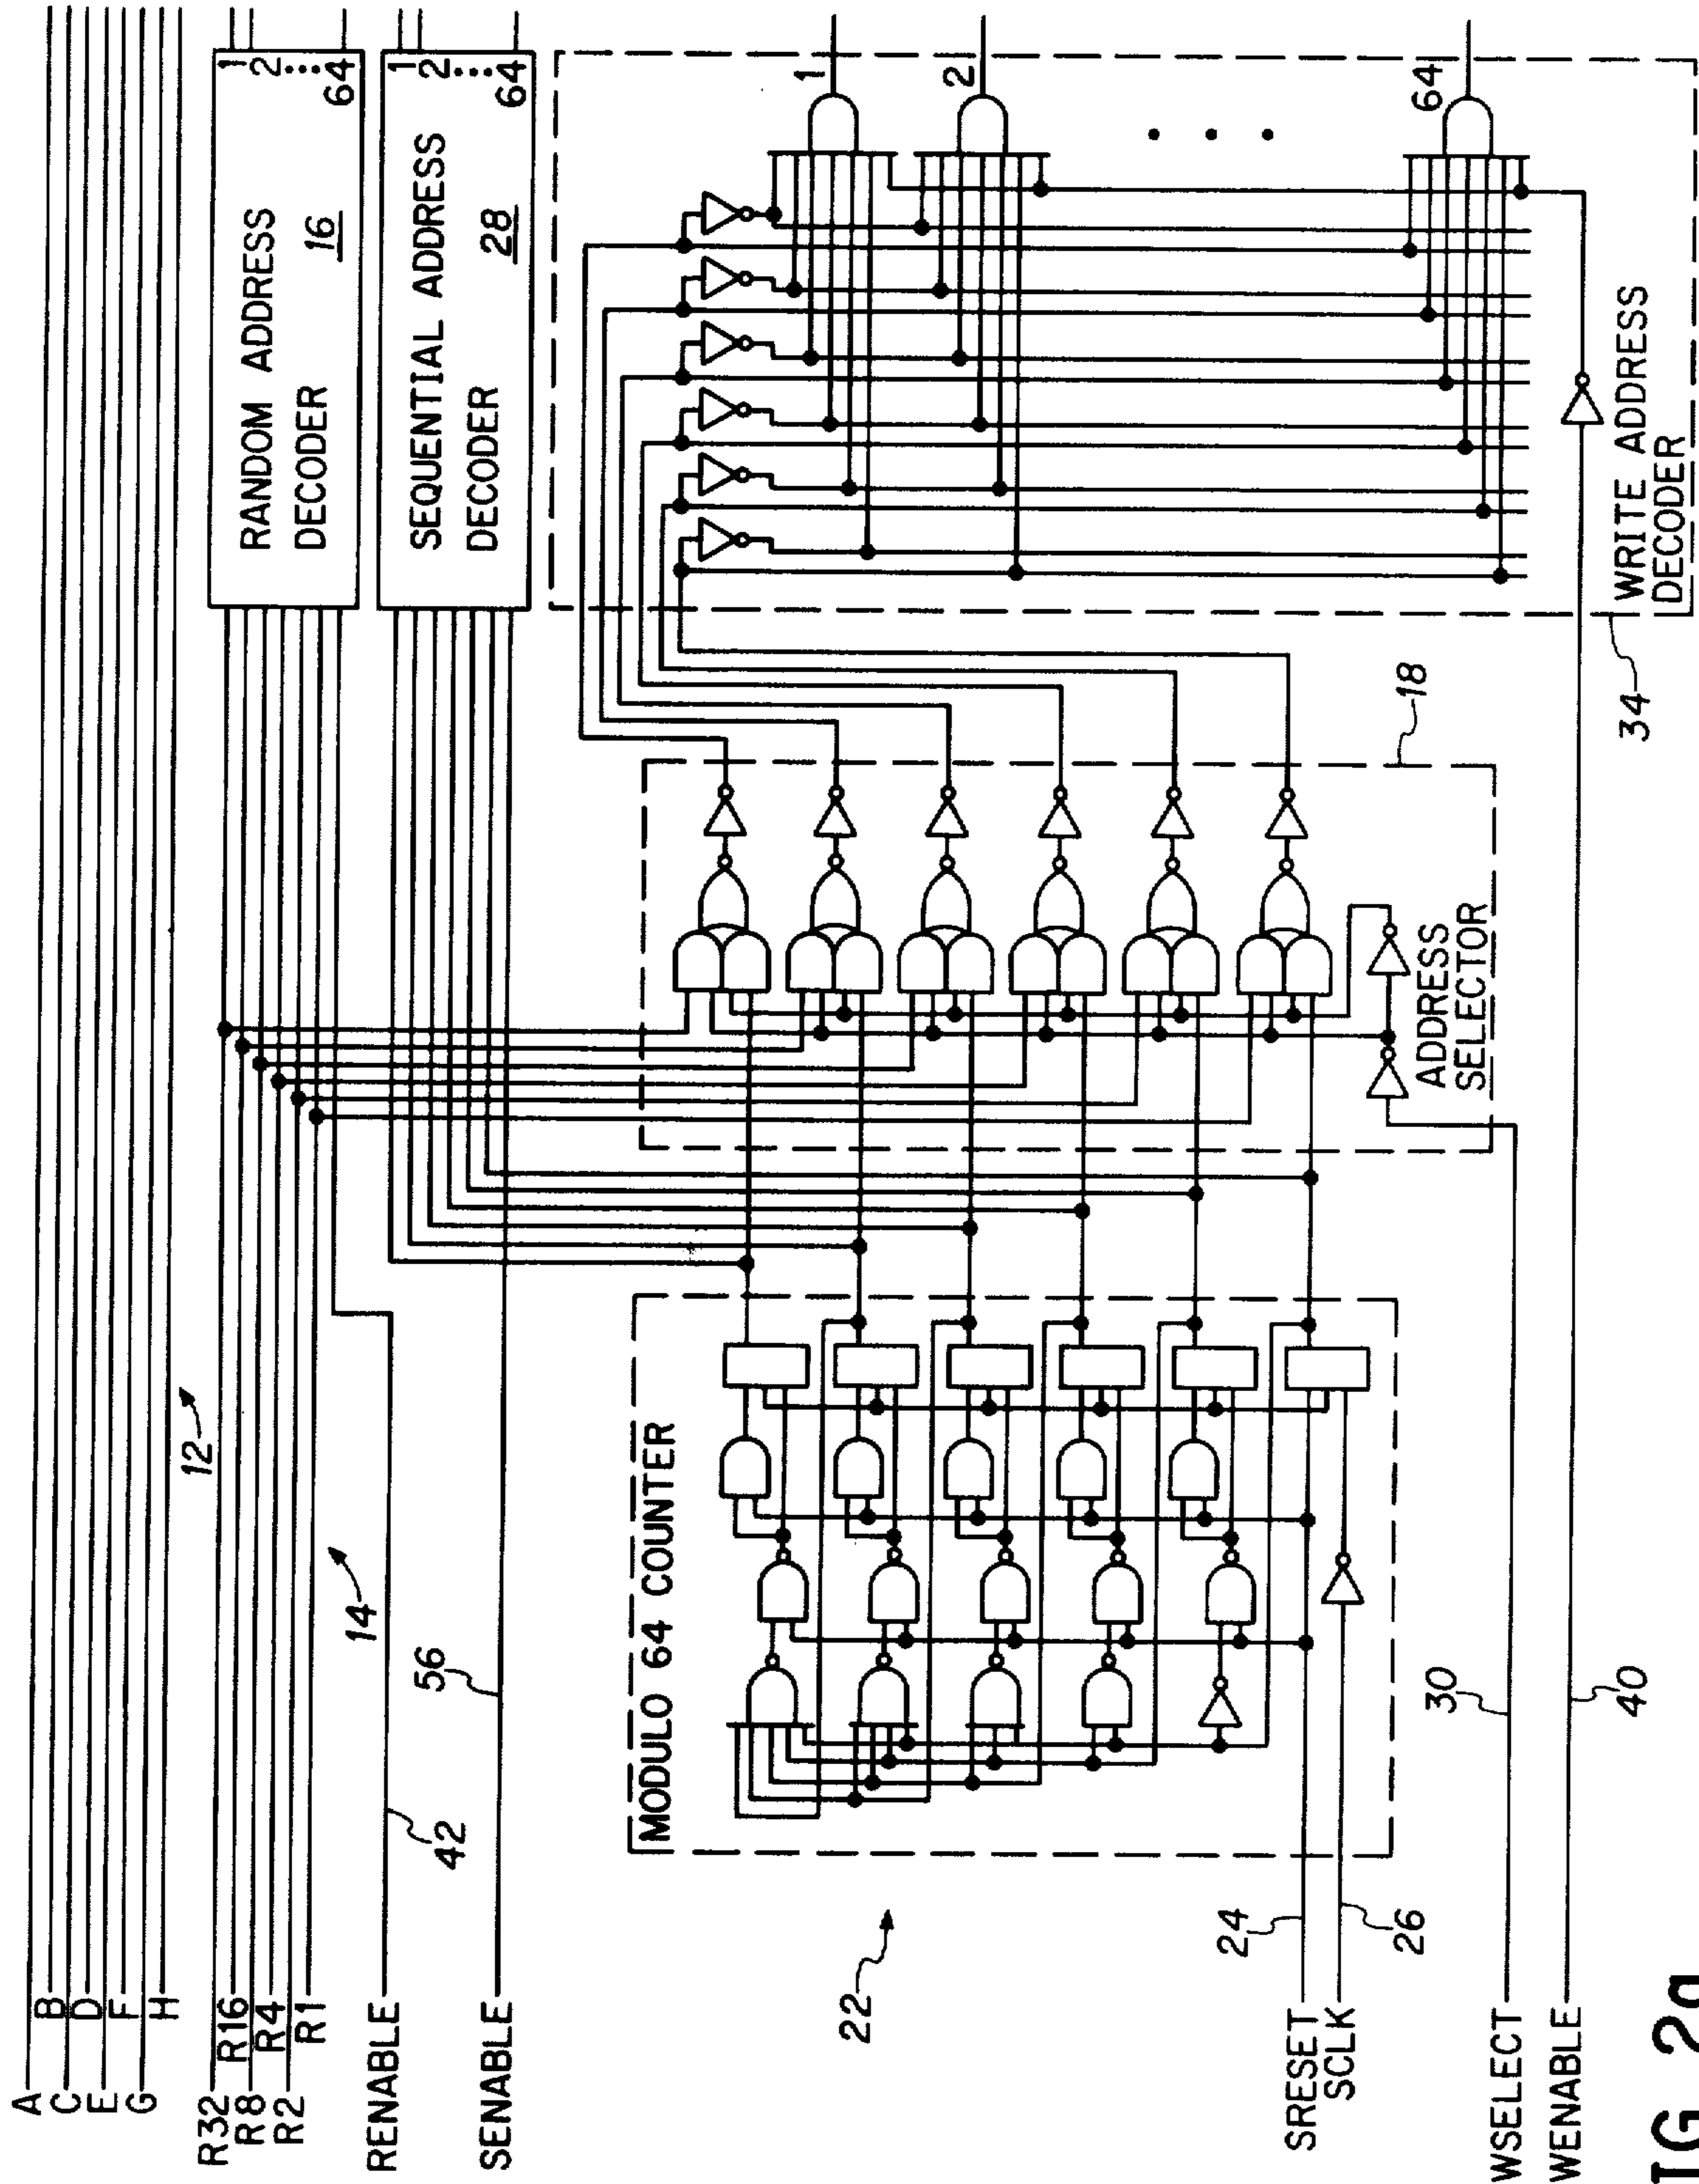 A
B
C
D
E
F
G
H
12
R32
R16
R8
R4
R2
R1
14
RENABLE
42
SENABLE
56
RANDOM ADDRESS
DECODER
16
1
2
64
SEQUENTIAL ADDRESS
DECODER
28
1
2
64
MODULO 64 COUNTER
22
SRESET
24
SCLK
26
WSELECT
30
WENABLE
40
ADDRESS
SELECTOR
18
1
2
64
WRITE ADDRESS
DECODER
34
IG 2a